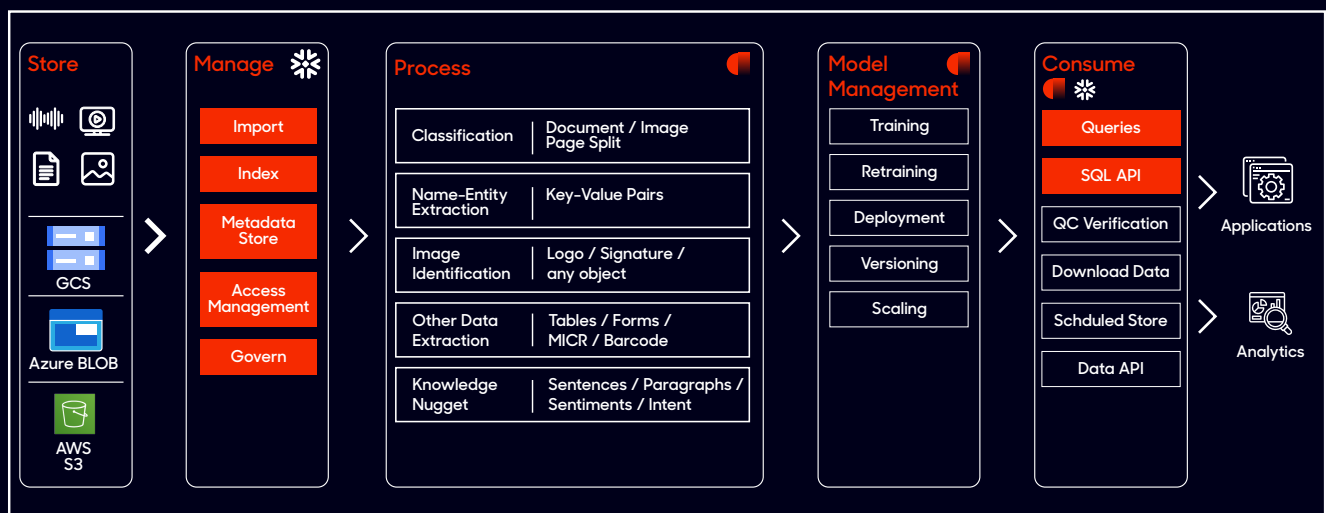 Store
GCS
Azure BLOB
AWS
S3
Manage
Import
Index
Metadata
Store
Access
Management
Govern
Process
Classification
Document / Image
Page Split
Name-Entity
Extraction
Key-Value Pairs
Image
Identification
Logo / Signature /
any object
Other Data
Extraction
Tables / Forms /
MICR / Barcode
Knowledge
Nugget
Sentences / Paragraphs /
Sentiments / Intent
Model
Management
Training
Retraining
Deployment
Versioning
Scaling
Consume
Queries
SQL API
QC Verification
Download Data
Schduled Store
Data API
Applications
Analytics